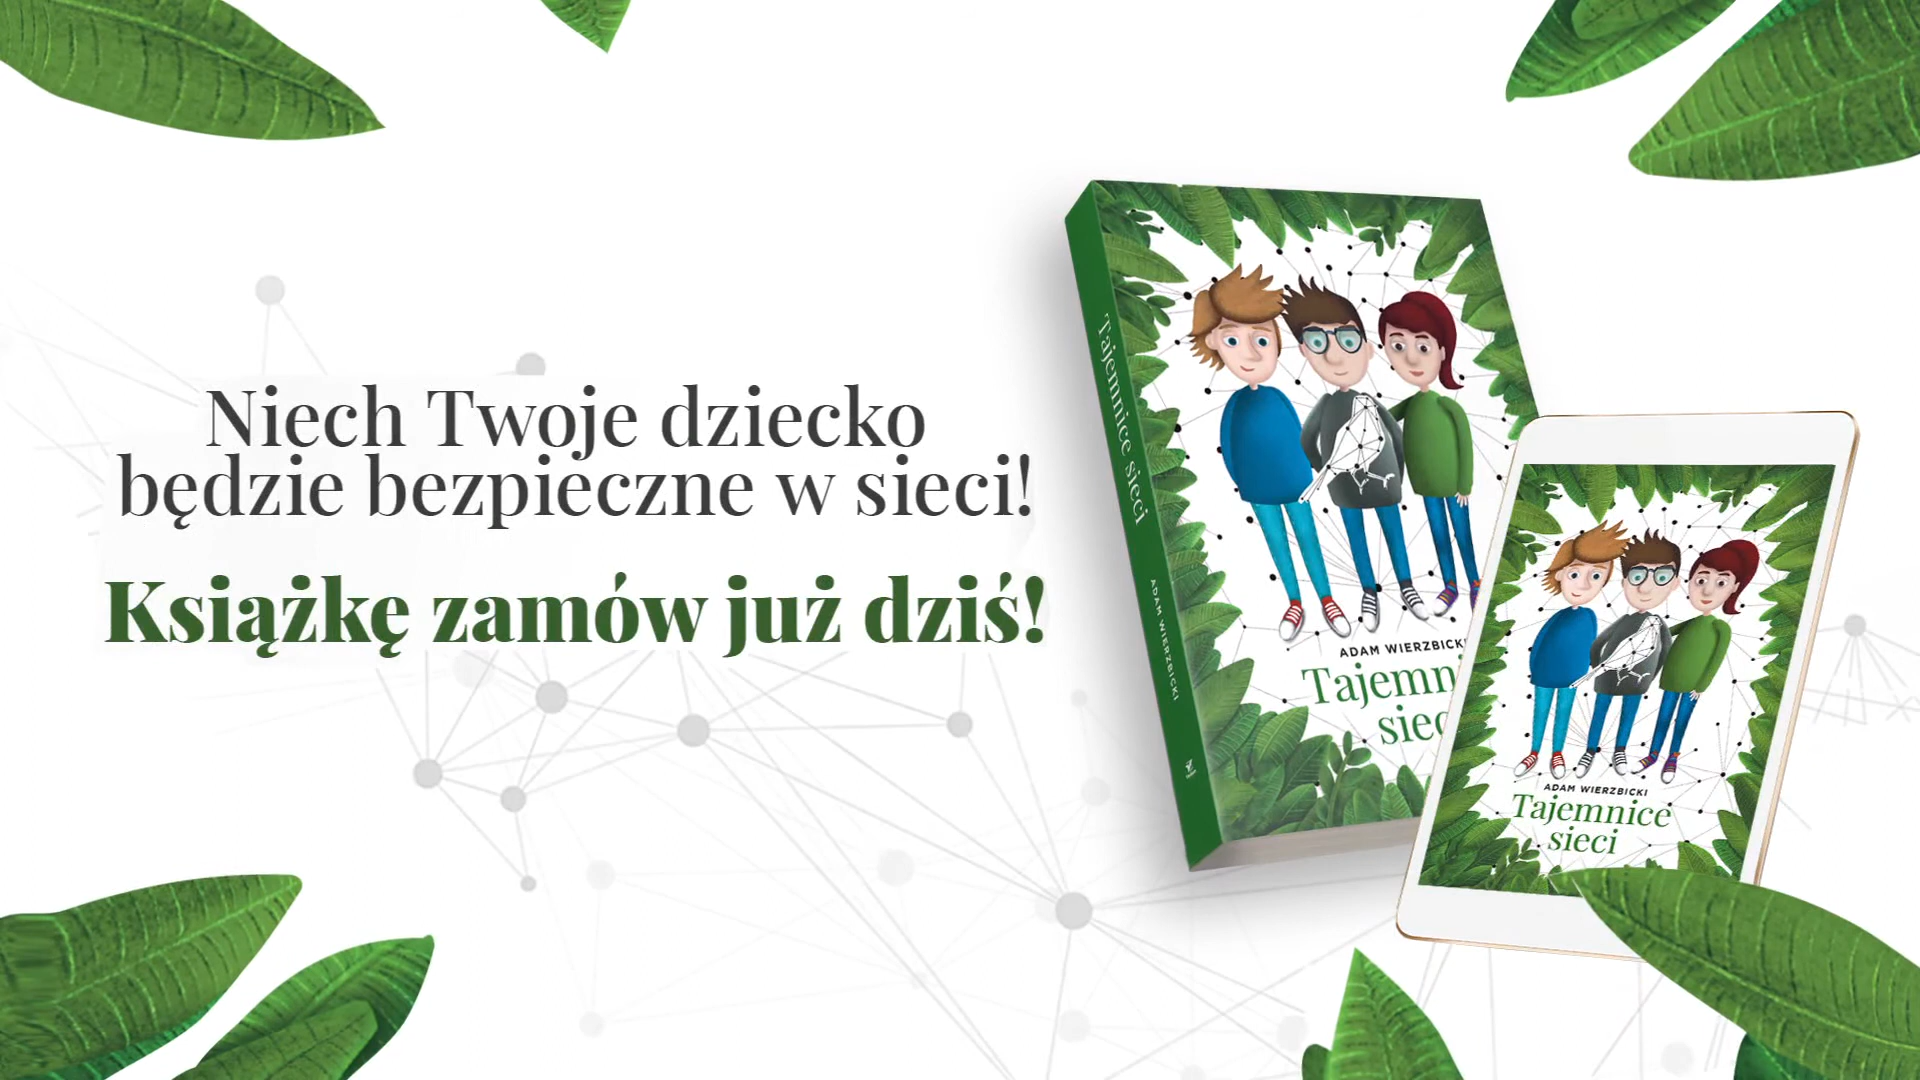 Niech Twoje dziecko
będzie bezpieczne w sieci!
Książkę zamów już dziś!
Tajemnice sieci
ADAM WIERZBICKI
ADAM WIERZBICKI
Tajemn
siec
ADAM WIERZBICKI
Tajemnice
sieci